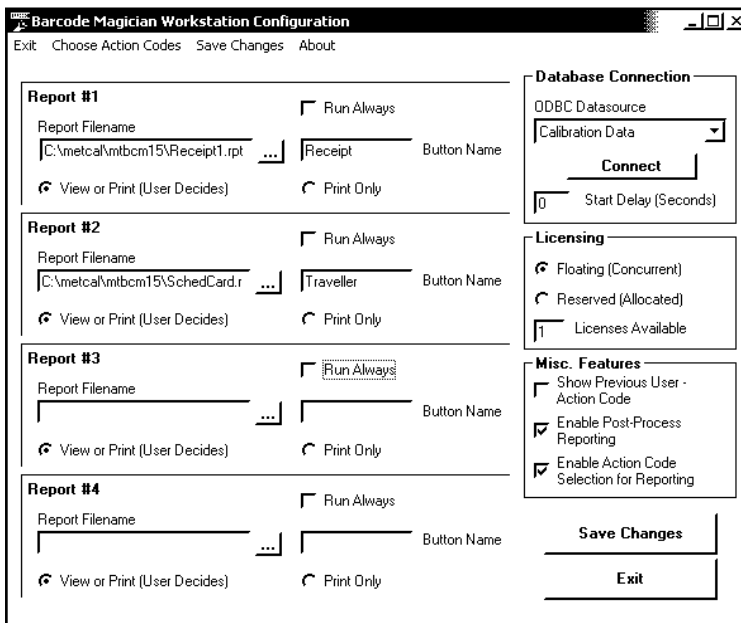 Barcode Magician Workstation Configuration
Exit Choose Action Codes Save Changes About
Report #1
Run Always
Report Filename
C:\metcal\mtbcm15\Receipt1.rpt ... Receipt Button Name
View or Print (User Decides) Print Only
Report #2
Run Always
Report Filename
C:\metcal\mtbcm15\SchedCard.r ... Traveller Button Name
View or Print (User Decides) Print Only
Report #3
Run Always
Report Filename
... Button Name
View or Print (User Decides) Print Only
Report #4
Run Always
Report Filename
... Button Name
View or Print (User Decides) Print Only
Database Connection
ODBC Datasource
Calibration Data
Connect
0 Start Delay (Seconds)
Licensing
Floating (Concurrent)
Reserved (Allocated)
1 Licenses Available
Misc. Features
Show Previous User -
Action Code
Enable Post-Process
Reporting
Enable Action Code
Selection for Reporting
Save Changes
Exit